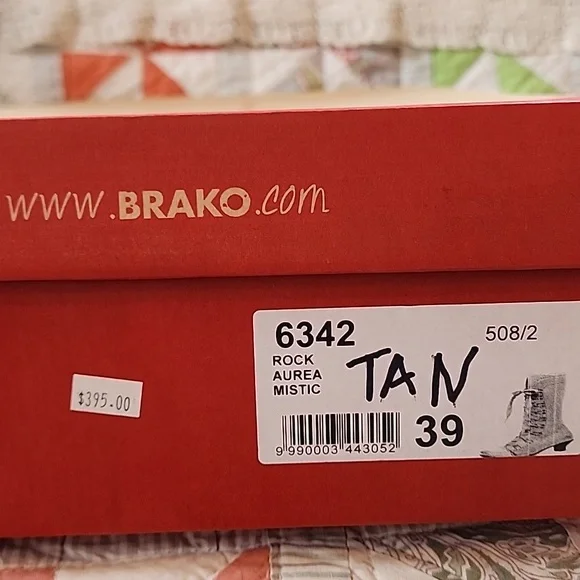 www.BRAKO.com
6342
508/2
ROCK
AUREA
MISTIC
TAN
$395.00
9 990003 443052
39